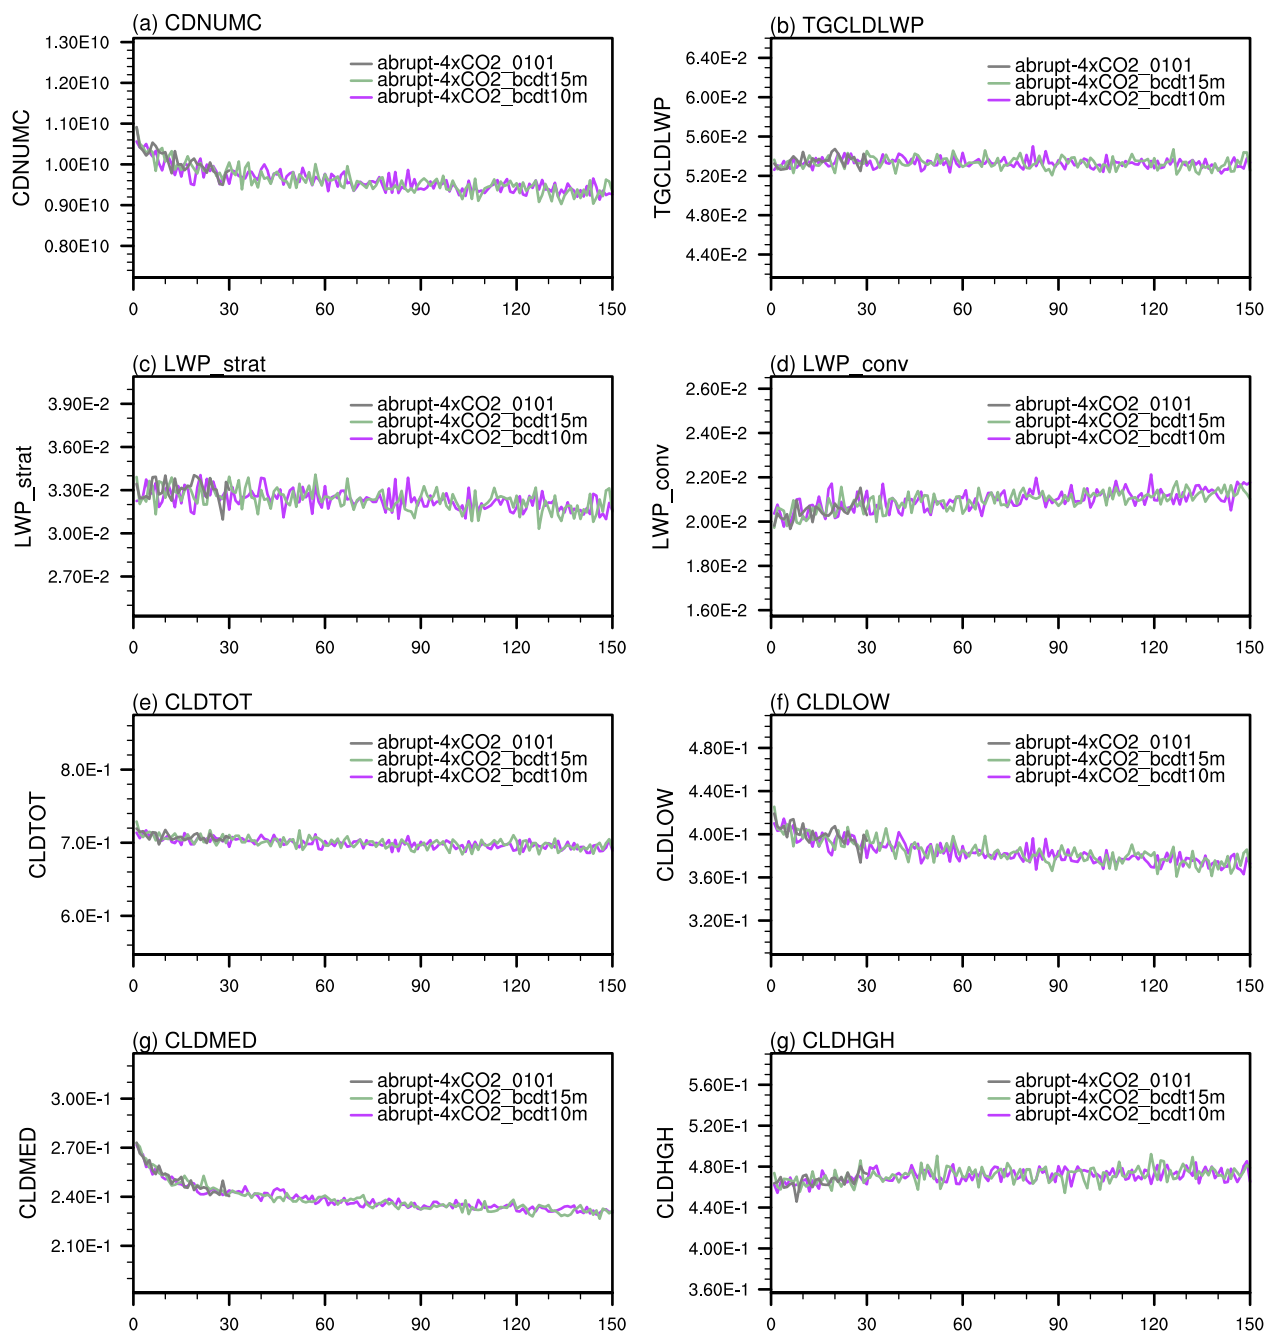 (a) CDNUMC
CDNUMC
1.30E10
1.20E10
1.10E10
1.00E10
0.90E10
0.80E10
abrupt-4xCO2_0101
abrupt-4xCO2_bcdt15m
abrupt-4xCO2_bcdt10m
0 30 60 90 120 150
(b) TGCLDLWP
TGCLDLWP
6.40E-2
6.00E-2
5.60E-2
5.20E-2
4.80E-2
4.40E-2
abrupt-4xCO2_0101
abrupt-4xCO2_bcdt15m
abrupt-4xCO2_bcdt10m
0 30 60 90 120 150
(c) LWP_strat
LWP_strat
3.90E-2
3.60E-2
3.30E-2
3.00E-2
2.70E-2
abrupt-4xCO2_0101
abrupt-4xCO2_bcdt15m
abrupt-4xCO2_bcdt10m
0 30 60 90 120 150
(d) LWP_conv
LWP_conv
2.60E-2
2.40E-2
2.20E-2
2.00E-2
1.80E-2
1.60E-2
abrupt-4xCO2_0101
abrupt-4xCO2_bcdt15m
abrupt-4xCO2_bcdt10m
0 30 60 90 120 150
(e) CLDTOT
CLDTOT
8.0E-1
7.0E-1
6.0E-1
abrupt-4xCO2_0101
abrupt-4xCO2_bcdt15m
abrupt-4xCO2_bcdt10m
0 30 60 90 120 150
(f) CLDLOW
CLDLOW
4.80E-1
4.40E-1
4.00E-1
3.60E-1
3.20E-1
abrupt-4xCO2_0101
abrupt-4xCO2_bcdt15m
abrupt-4xCO2_bcdt10m
0 30 60 90 120 150
(g) CLDMED
CLDMED
3.00E-1
2.70E-1
2.40E-1
2.10E-1
abrupt-4xCO2_0101
abrupt-4xCO2_bcdt15m
abrupt-4xCO2_bcdt10m
0 30 60 90 120 150
(g) CLDHGH
CLDHGH
5.60E-1
5.20E-1
4.80E-1
4.40E-1
4.00E-1
3.60E-1
abrupt-4xCO2_0101
abrupt-4xCO2_bcdt15m
abrupt-4xCO2_bcdt10m
0 30 60 90 120 150